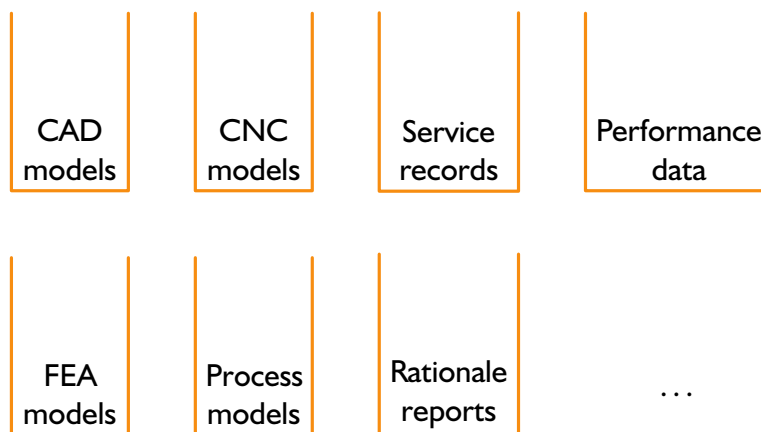 CAD
models
CNC
models
Service
records
Performance
data
FEA
models
Process
models
Rationale
reports
...